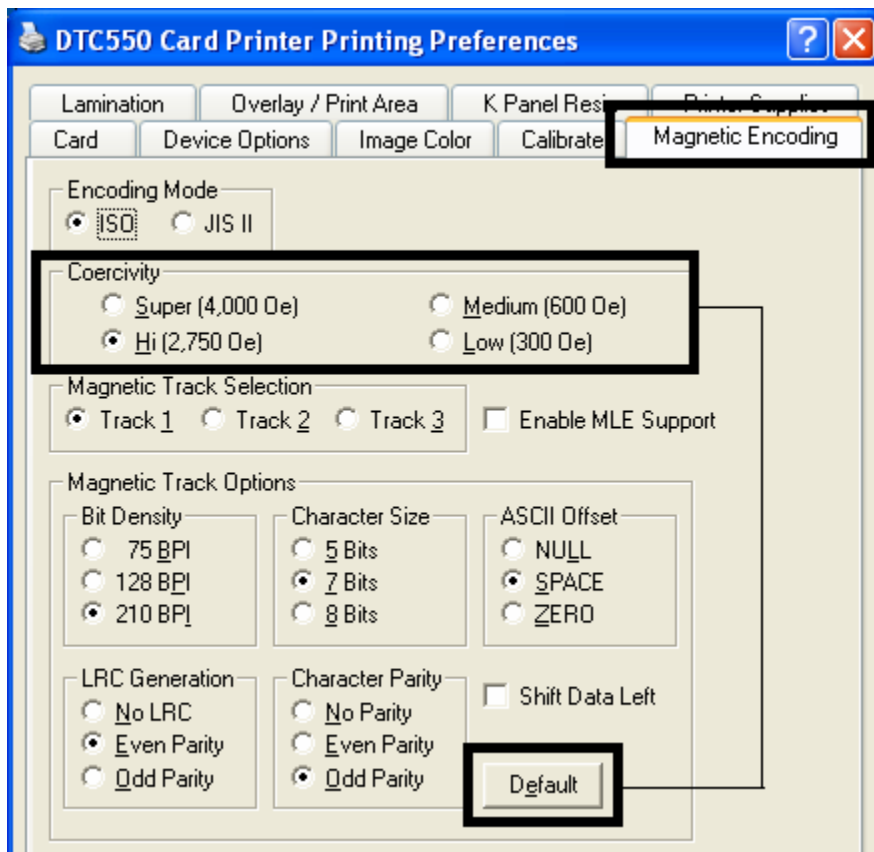 DTC550 Card Printer Printing Preferences
Lamination Overlay / Print Area K Panel Resin Printer Supplies
Card Device Options Image Color Calibrate Magnetic Encoding
Encoding Mode
ISO JIS II
Coercivity
Super (4,000 Oe) Medium (600 Oe)
Hi (2,750 Oe) Low (300 Oe)
Magnetic Track Selection
Track 1 Track 2 Track 3 Enable MLE Support
Magnetic Track Options
Bit Density Character Size ASCII Offset
75 BPI 5 Bits NULL
128 BPI 7 Bits SPACE
210 BPI 8 Bits ZERO
LRC Generation Character Parity
No LRC No Parity Shift Data Left
Even Parity Even Parity
Odd Parity Odd Parity Default